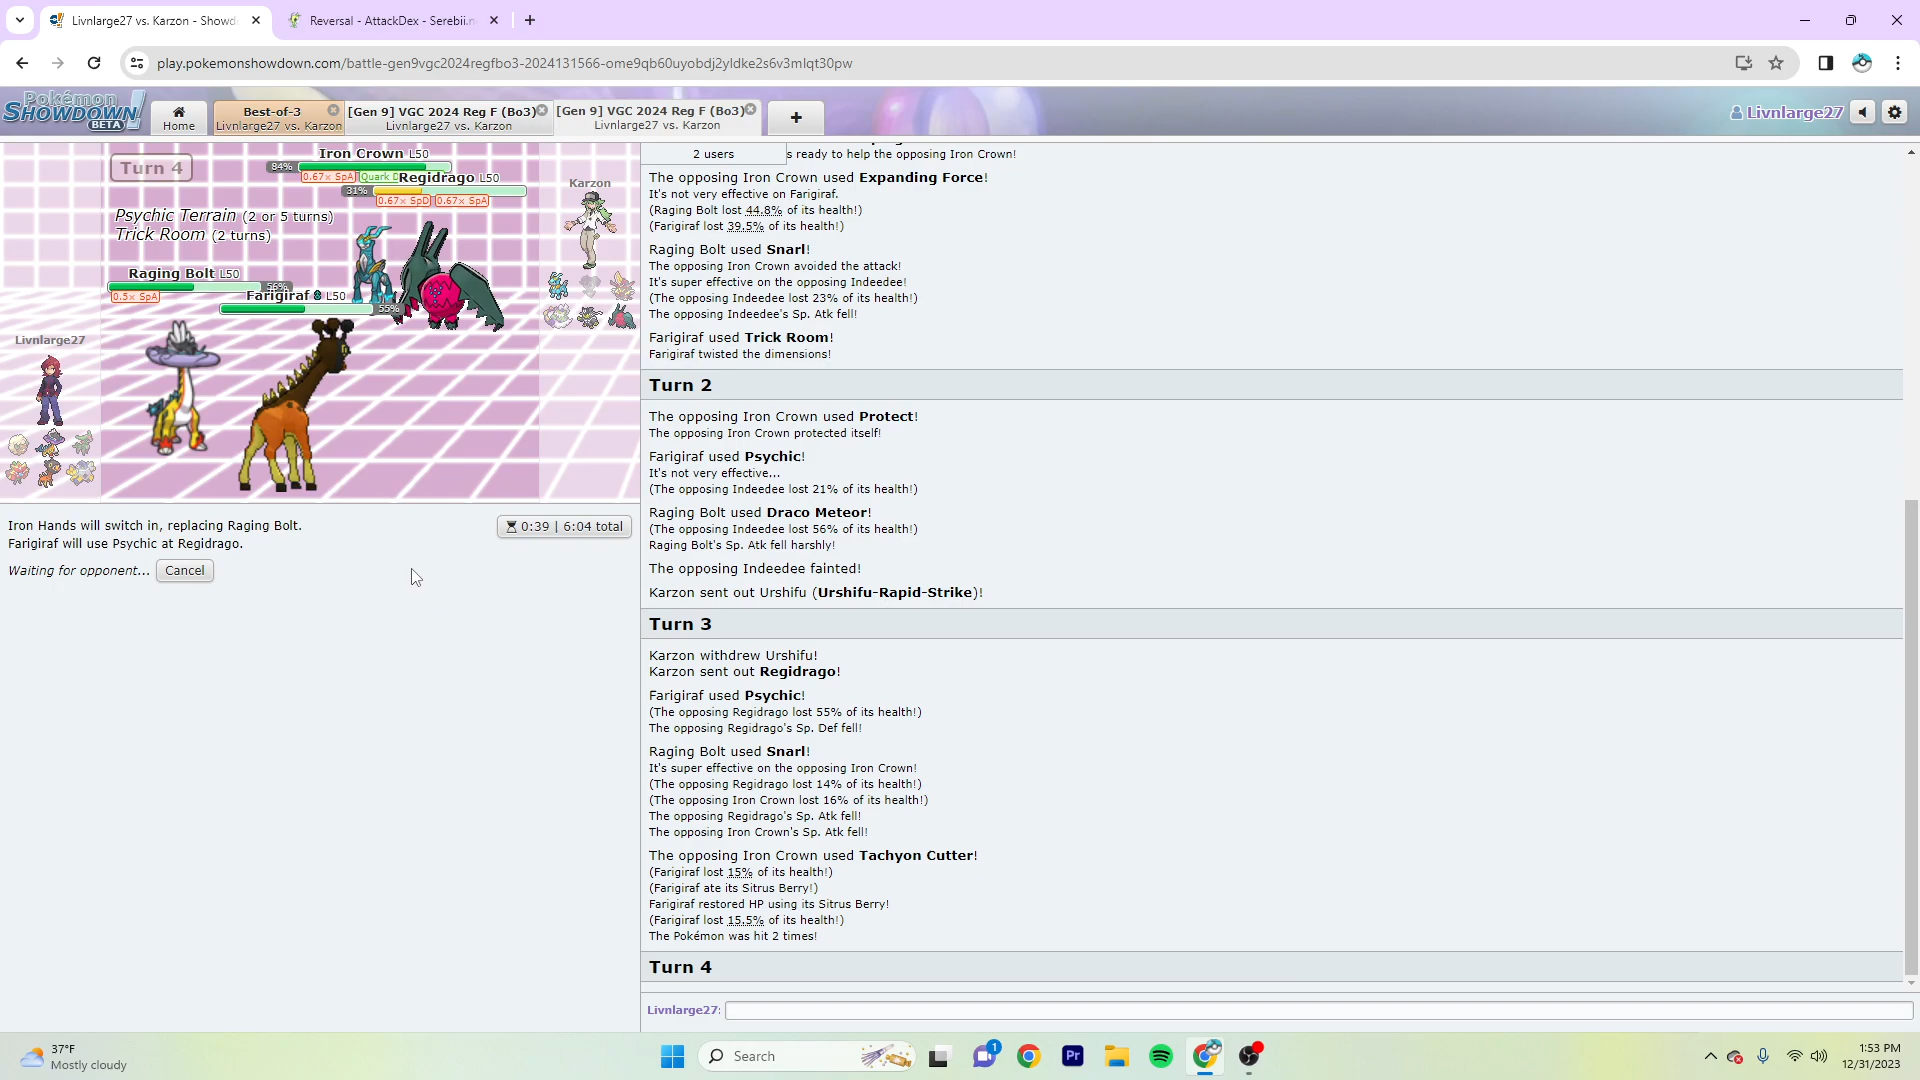 Livnlarge27 vs. Karzon - Showd
Reversal - AttackDex - Serebii.n
play.pokemonshowdown.com/battle-gen9vgc2024regfbo3-2024131566-ome9qb60uyobdj2yldke2s6v3mlqt30pw
Pokémon
SHOWDOWN!
BETA
Home
Best-of-3
Livnlarge27 vs. Karzon
[Gen 9] VGC 2024 Reg F (Bo3)
Livnlarge27 vs. Karzon
[Gen 9] VGC 2024 Reg F (Bo3)
Livnlarge27 vs. Karzon
Livnlarge27
Turn 4
Iron Crown L50
84%
0.67× SpA
Regidrago L50
31%
0.67× SpD 0.67× SpA
Psychic Terrain (2 or 5 turns)
Trick Room (2 turns)
Karzon
Raging Bolt L50
56%
0.5× SpA
Farigiraf L50
55%
Livnlarge27
Iron Hands will switch in, replacing Raging Bolt.
Farigiraf will use Psychic at Regidrago.
0:39 | 6:04 total
Waiting for opponent...
Cancel
2 users
s ready to help the opposing Iron Crown!
The opposing Iron Crown used Expanding Force!
It's not very effective on Farigiraf.
(Raging Bolt lost 44.8% of its health!)
(Farigiraf lost 39.5% of its health!)
Raging Bolt used Snarl!
The opposing Iron Crown avoided the attack!
It's super effective on the opposing Indeedee!
(The opposing Indeedee lost 23% of its health!)
The opposing Indeedee's Sp. Atk fell!
Farigiraf used Trick Room!
Farigiraf twisted the dimensions!
Turn 2
The opposing Iron Crown used Protect!
The opposing Iron Crown protected itself!
Farigiraf used Psychic!
It's not very effective...
(The opposing Indeedee lost 21% of its health!)
Raging Bolt used Draco Meteor!
(The opposing Indeedee lost 56% of its health!)
Raging Bolt's Sp. Atk fell harshly!
The opposing Indeedee fainted!
Karzon sent out Urshifu (Urshifu-Rapid-Strike)!
Turn 3
Karzon withdrew Urshifu!
Karzon sent out Regidrago!
Farigiraf used Psychic!
(The opposing Regidrago lost 55% of its health!)
The opposing Regidrago's Sp. Def fell!
Raging Bolt used Snarl!
It's super effective on the opposing Iron Crown!
(The opposing Regidrago lost 14% of its health!)
(The opposing Iron Crown lost 16% of its health!)
The opposing Regidrago's Sp. Atk fell!
The opposing Iron Crown's Sp. Atk fell!
The opposing Iron Crown used Tachyon Cutter!
(Farigiraf lost 15% of its health!)
(Farigiraf ate its Sitrus Berry!)
Farigiraf restored HP using its Sitrus Berry!
(Farigiraf lost 15.5% of its health!)
The Pokémon was hit 2 times!
Turn 4
Livnlarge27:
37°F
Mostly cloudy
Search
1
Pr
1:53 PM
12/31/2023